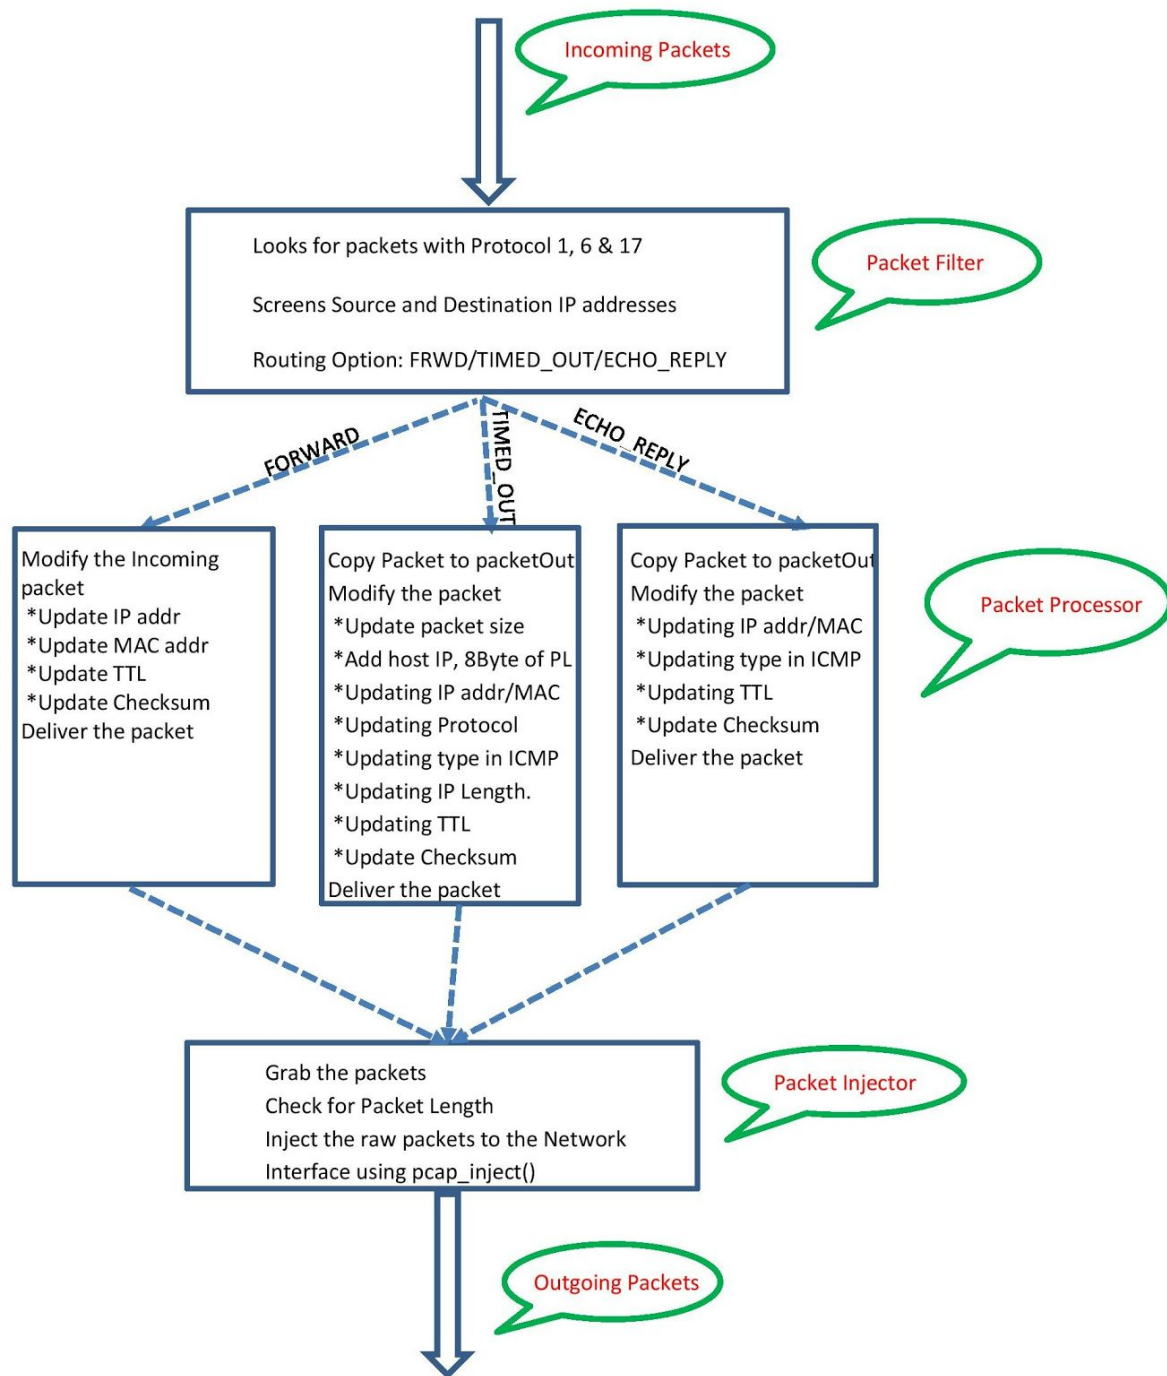 Incoming Packets
Looks for packets with Protocol 1, 6 & 17
Screens Source and Destination IP addresses
Routing Option: FRWD/TIMED_OUT/ECHO_REPLY
Packet Filter
FORWARD
TIMED_OUT
ECHO_REPLY
Modify the Incoming
packet
*Update IP addr
*Update MAC addr
*Update TTL
*Update Checksum
Deliver the packet
Copy Packet to packetOut
Modify the packet
*Update packet size
*Add host IP, 8Byte of PL
*Updating IP addr/MAC
*Updating Protocol
*Updating type in ICMP
*Updating IP Length.
*Updating TTL
*Update Checksum
Deliver the packet
Copy Packet to packetOut
Modify the packet
*Updating IP addr/MAC
*Updating type in ICMP
*Updating TTL
*Update Checksum
Deliver the packet
Packet Processor
Grab the packets
Check for Packet Length
Inject the raw packets to the Network
Interface using pcap_inject()
Packet Injector
Outgoing Packets